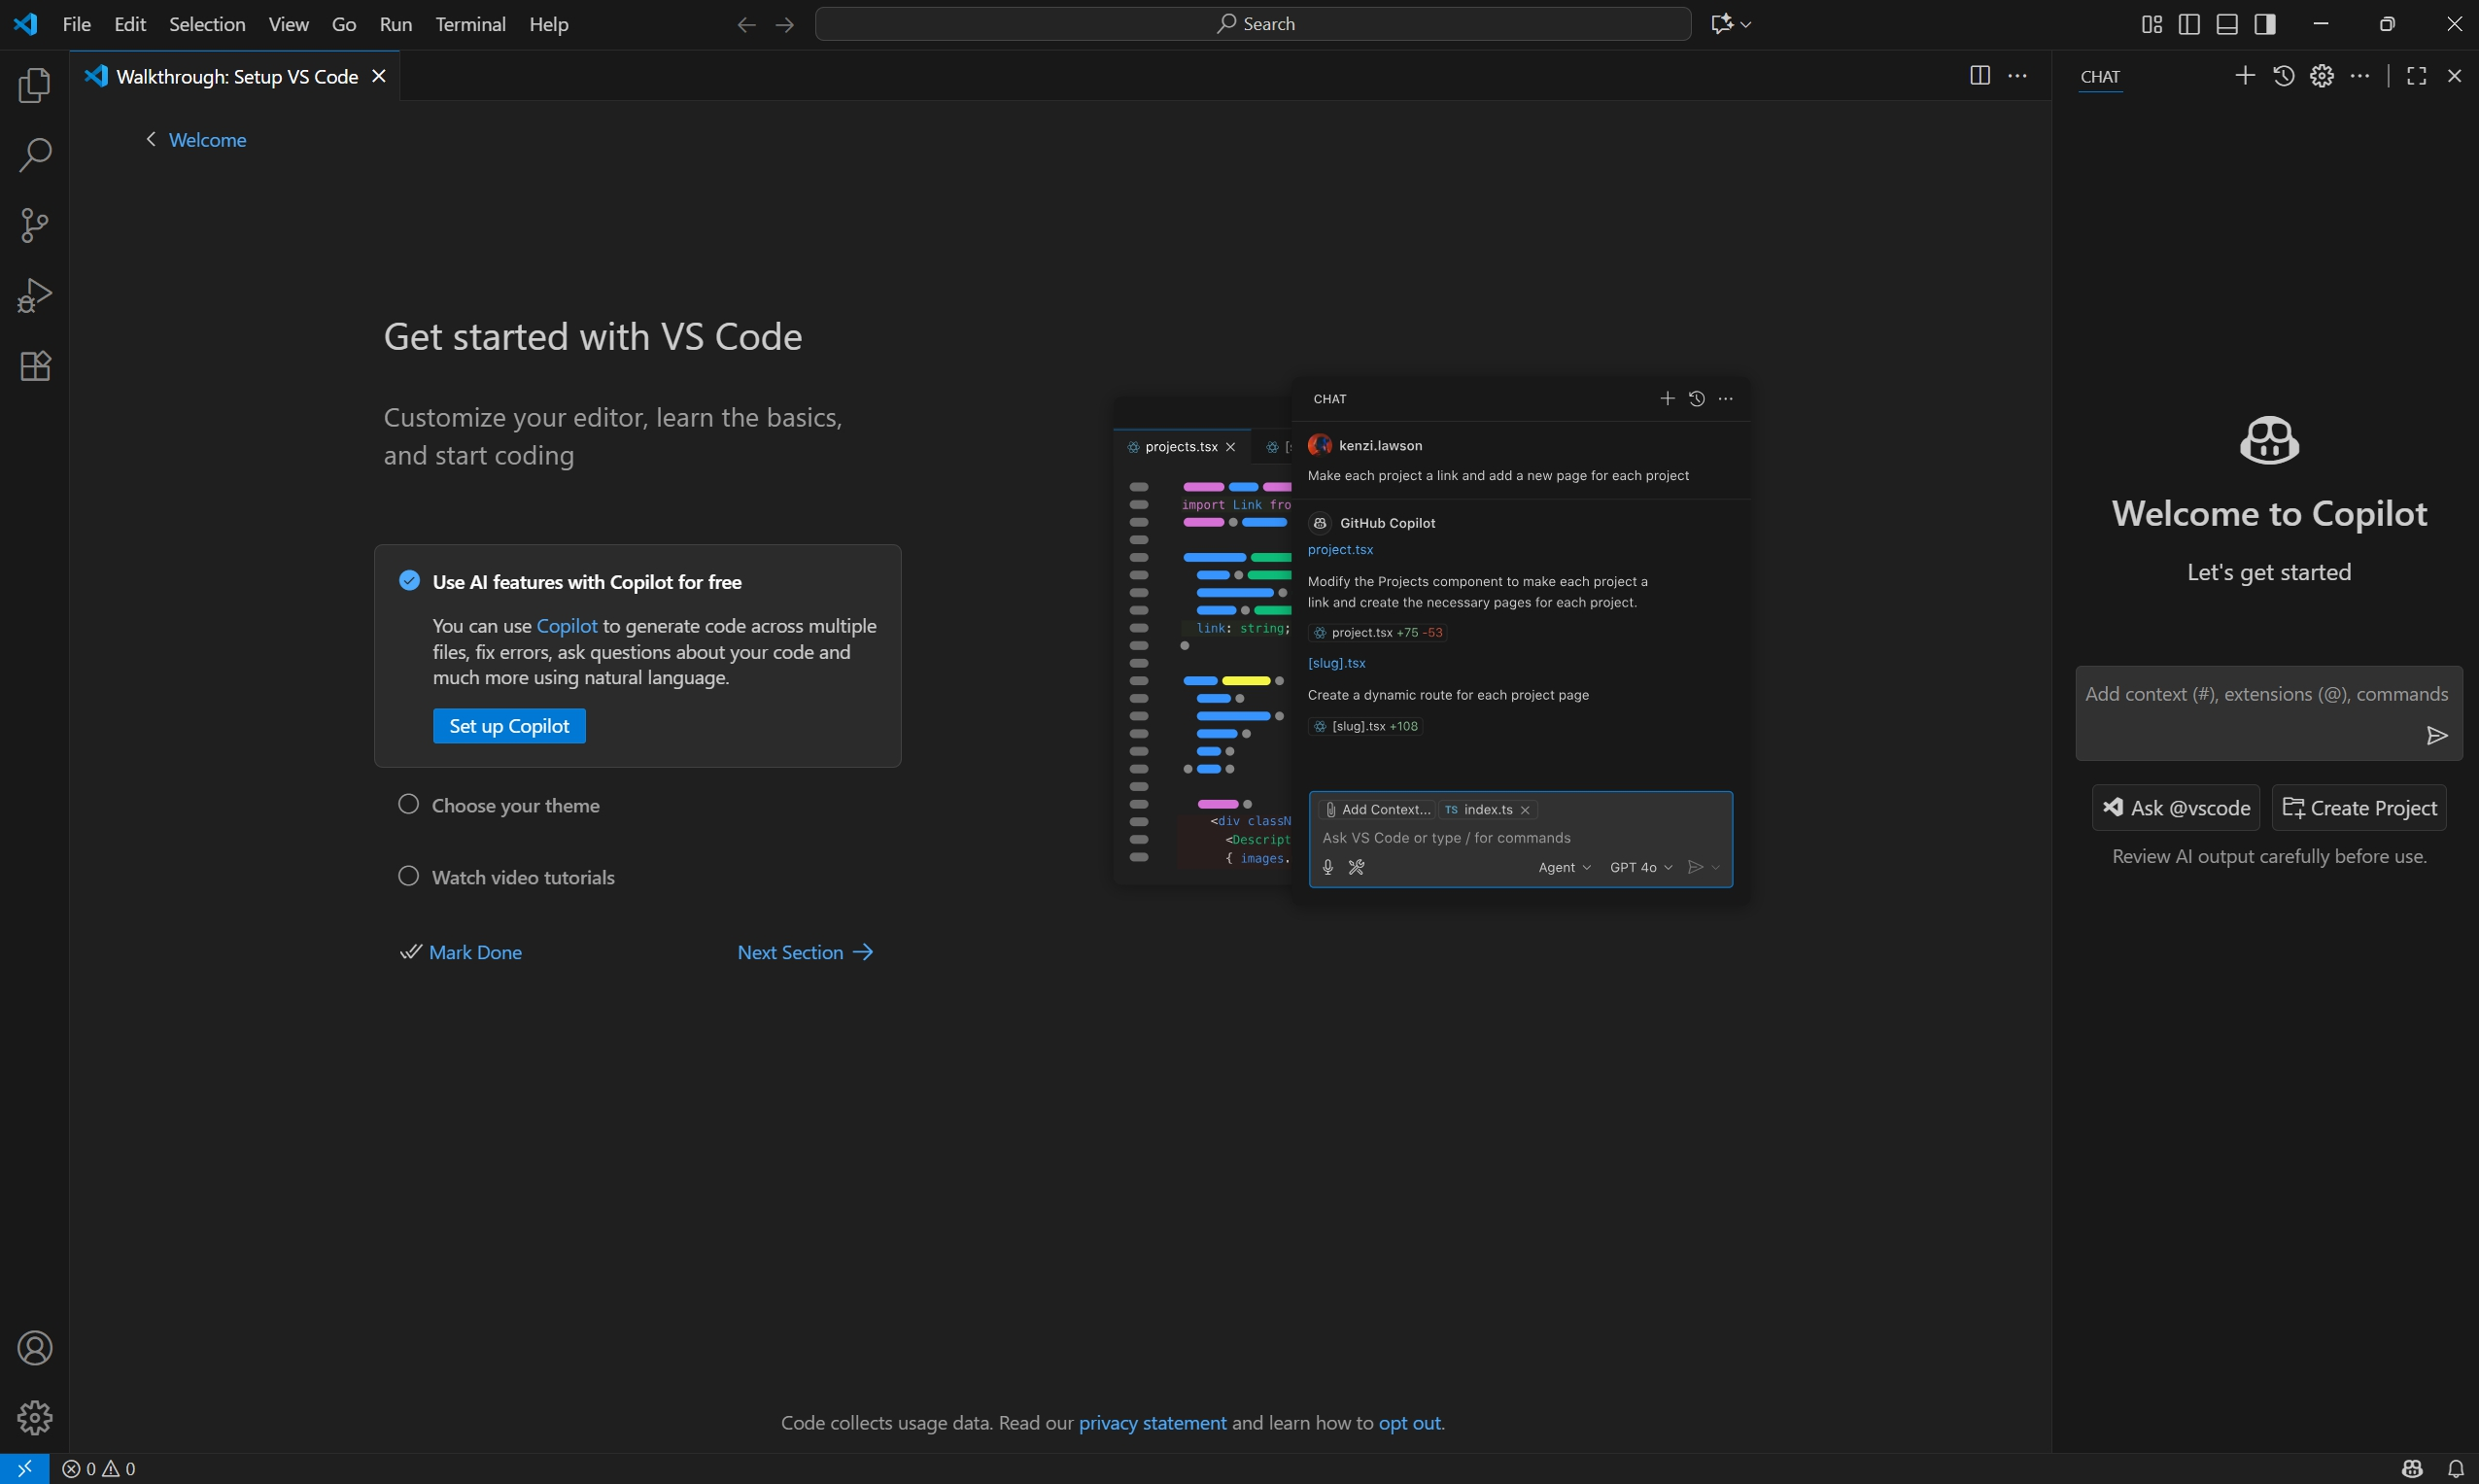 File Edit Selection View Go Run Terminal Help
Search
Walkthrough: Setup VS Code
CHAT
Welcome
Get started with VS Code
Customize your editor, learn the basics,
and start coding
Use AI features with Copilot for free
You can use Copilot to generate code across multiple
files, fix errors, ask questions about your code and
much more using natural language.
Set up Copilot
Choose your theme
Watch video tutorials
Mark Done
Next Section
projects.tsx
import Link fro
link: string;
<div classN
<Descript
{ images.
CHAT
kenzi.lawson
Make each project a link and add a new page for each project
GitHub Copilot
project.tsx
Modify the Projects component to make each project a
link and create the necessary pages for each project.
project.tsx +75 -53
[slug].tsx
Create a dynamic route for each project page
[slug].tsx +108
Add Context... TS index.ts
Ask VS Code or type / for commands
Agent GPT 4o
Welcome to Copilot
Let's get started
Add context (#), extensions (@), commands
Ask @vscode
Create Project
Review AI output carefully before use.
Code collects usage data. Read our privacy statement and learn how to opt out.
0 0